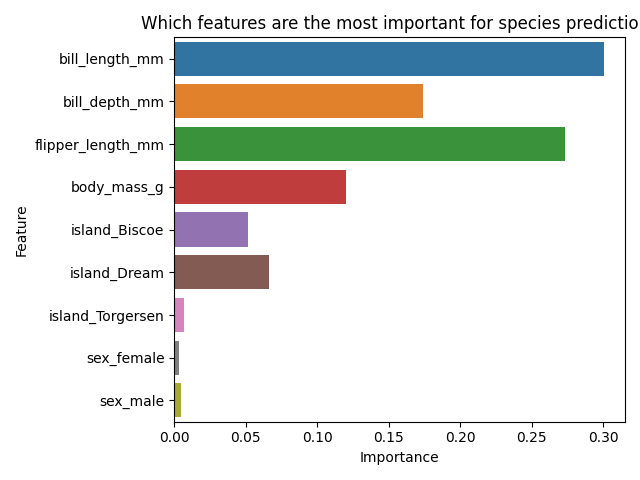 Which features are the most important for species predictio
bill_length_mm
bill_depth_mm
flipper_length_mm
body_mass_g
island_Biscoe
island_Dream
island_Torgersen
sex_female
sex_male
Feature
0.00 0.05 0.10 0.15 0.20 0.25 0.30
Importance